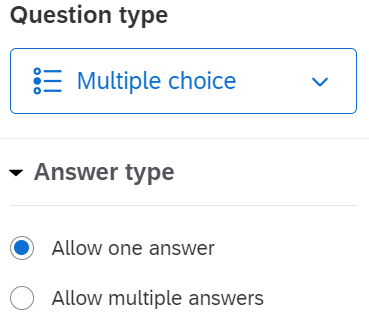 Question type
Multiple choice
Answer type
Allow one answer
Allow multiple answers